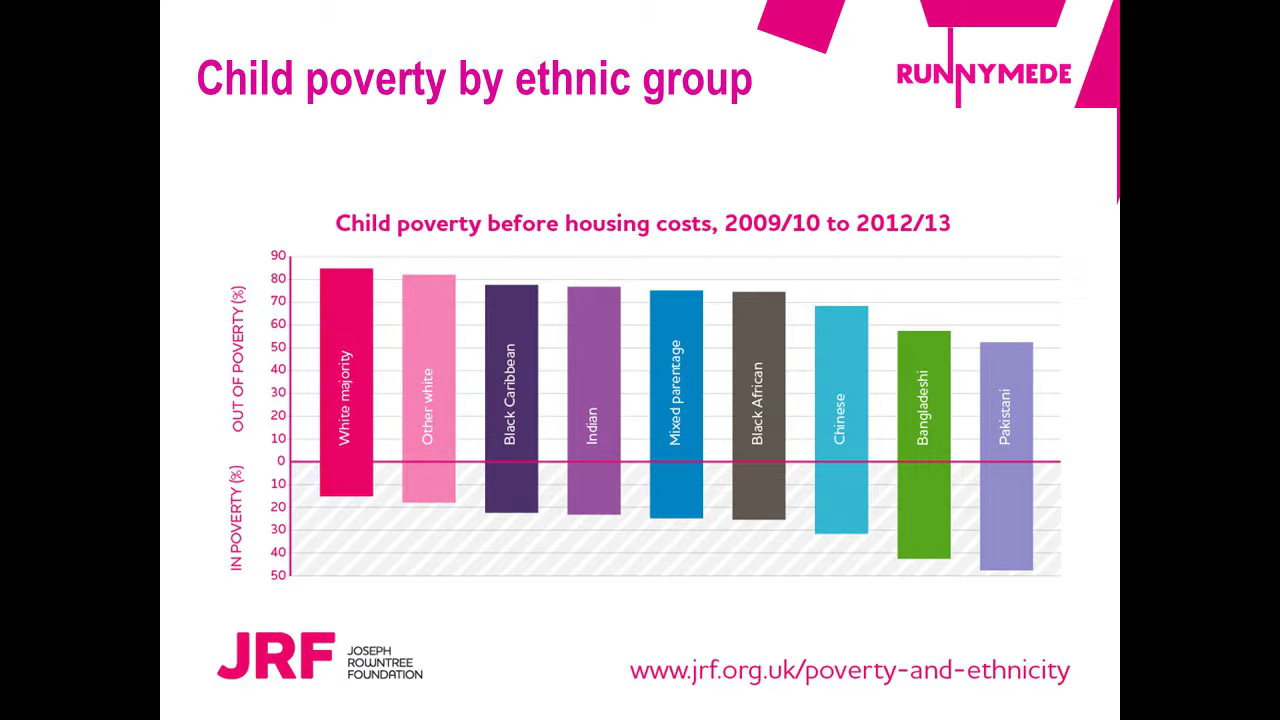 Child poverty by ethnic group
RUNNYMEDE
Child poverty before housing costs, 2009/10 to 2012/13
OUT OF POVERTY (%)
90
80
70
60
50
40
30
20
10
0
IN POVERTY (%)
10
20
30
40
50
White majority
Other white
Black Caribbean
Indian
Mixed parentage
Black African
Chinese
Bangladeshi
Pakistani
JRF
JOSEPH
ROWNTREE
FOUNDATION
www.jrf.org.uk/poverty-and-ethnicity